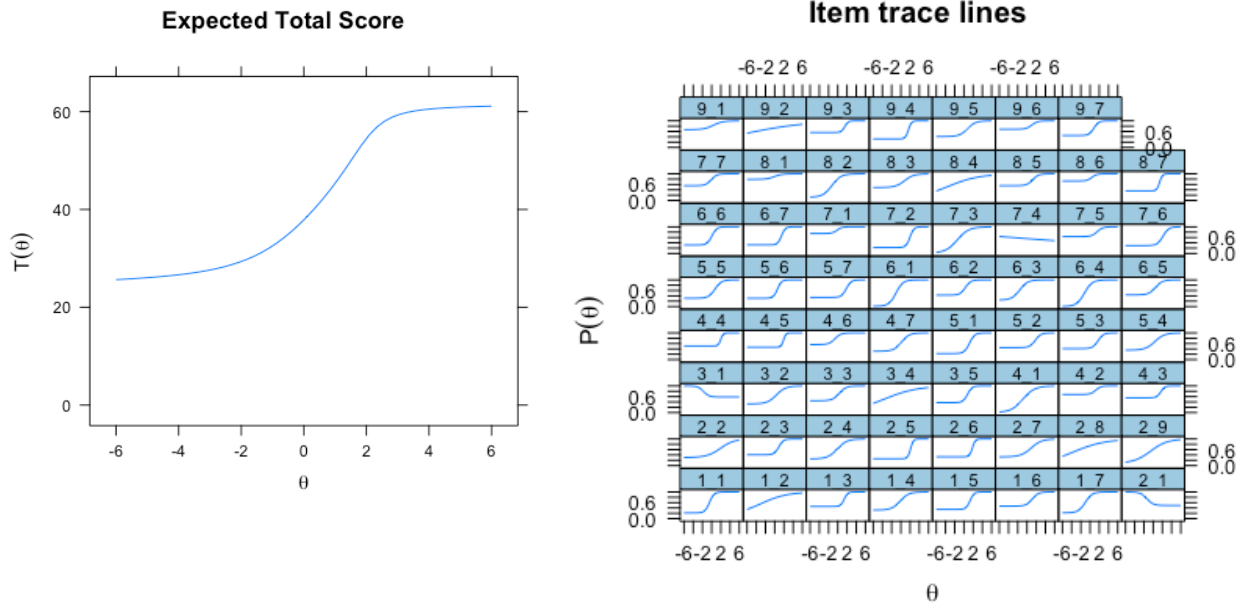 Expected Total Score
T(θ)
60
40
20
0
-6 -4 -2 0 2 4 6
θ
Item trace lines
-6-2 2 6 -6-2 2 6 -6-2 2 6
9_1 9_2 9_3 9_4 9_5 9_6 9_7
0.6
0.0
7_7 8_1 8_2 8_3 8_4 8_5 8_6 8_7
0.6
0.0
6_6 6_7 7_1 7_2 7_3 7_4 7_5 7_6
0.6
0.0
5_5 5_6 5_7 6_1 6_2 6_3 6_4 6_5
0.6
0.0
P(θ)
4_4 4_5 4_6 4_7 5_1 5_2 5_3 5_4
0.6
0.0
3_1 3_2 3_3 3_4 3_5 4_1 4_2 4_3
0.6
0.0
2_2 2_3 2_4 2_5 2_6 2_7 2_8 2_9
0.6
0.0
1_1 1_2 1_3 1_4 1_5 1_6 1_7 2_1
0.6
0.0
-6-2 2 6 -6-2 2 6 -6-2 2 6 -6-2 2 6
θ